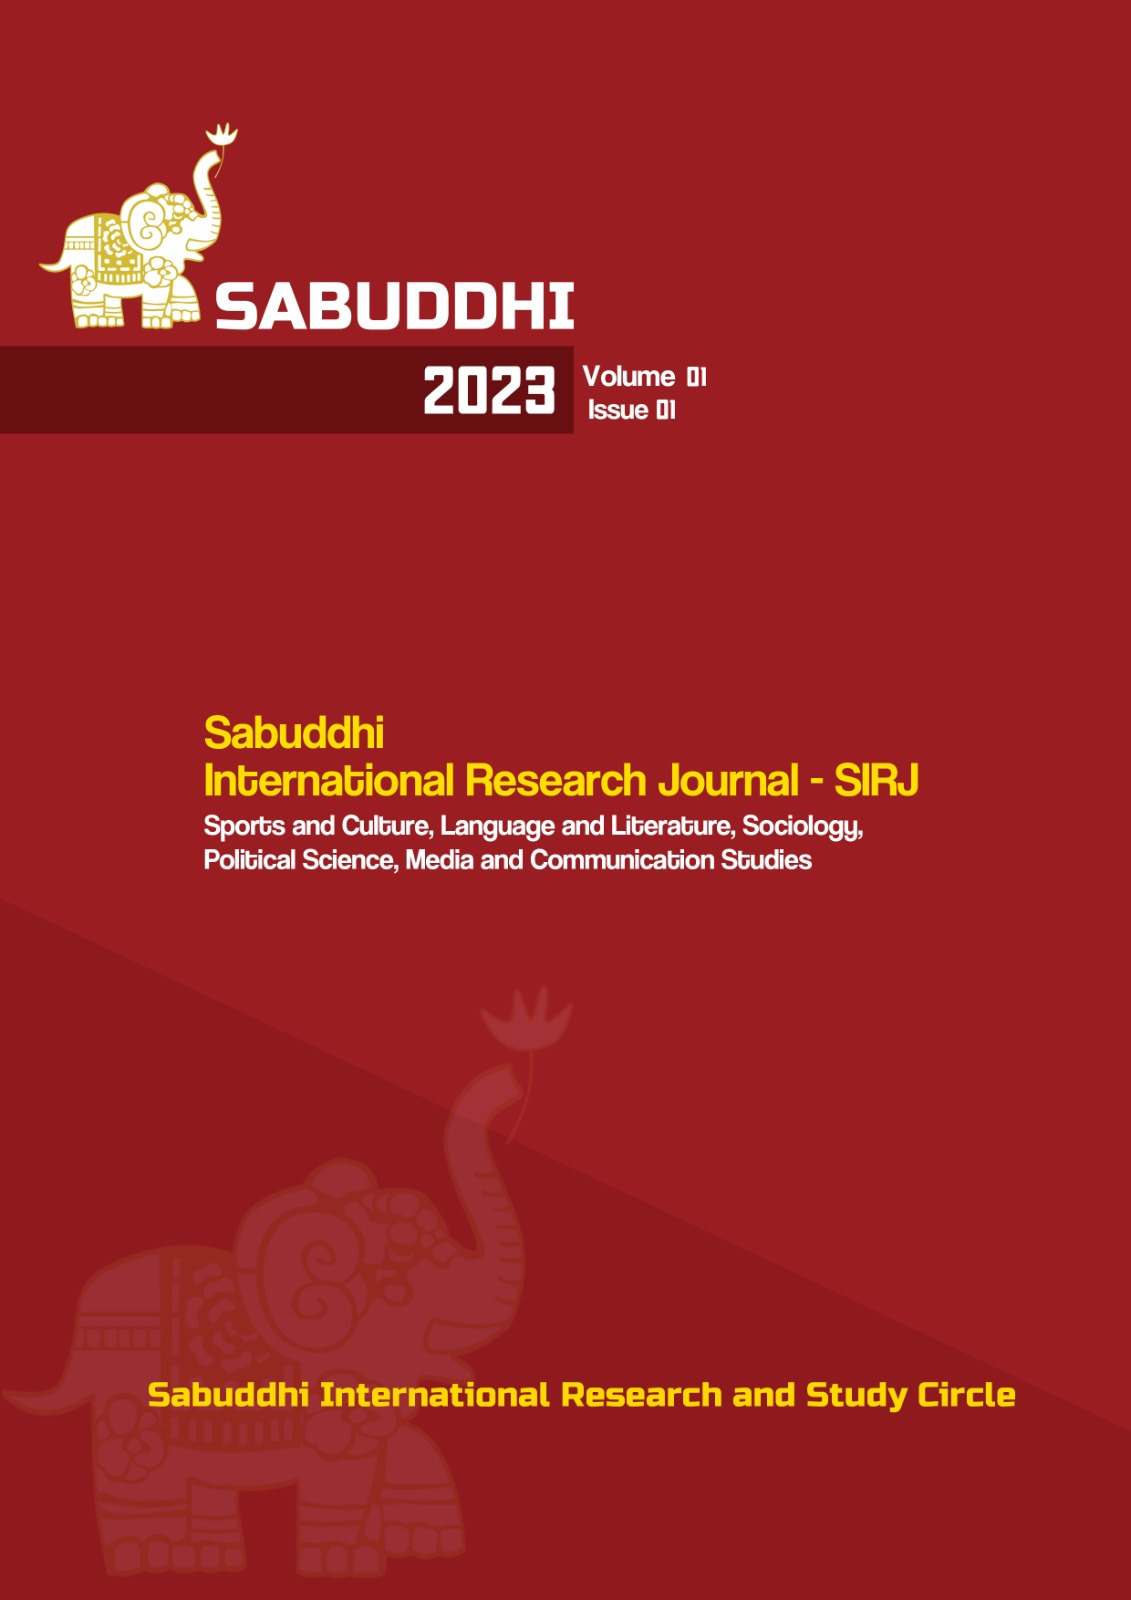 SABUDDHI
2023
Volume 01
Issue 01
Sabuddhi
International Research Journal - SIRJ
Sports and Culture, Language and Literature, Sociology,
Political Science, Media and Communication Studies
Sabuddhi International Research and Study Circle